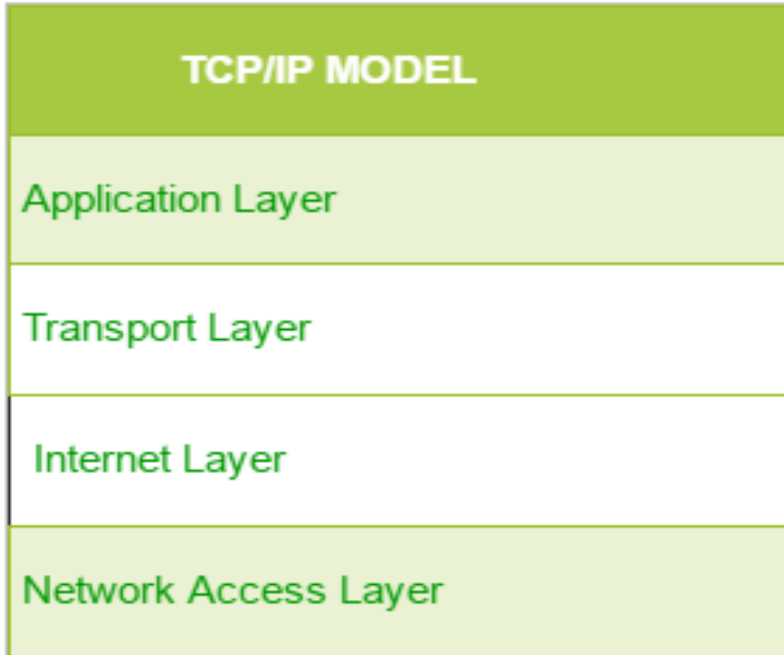 TCP/IP MODEL
Application Layer
Transport Layer
Internet Layer
Network Access Layer